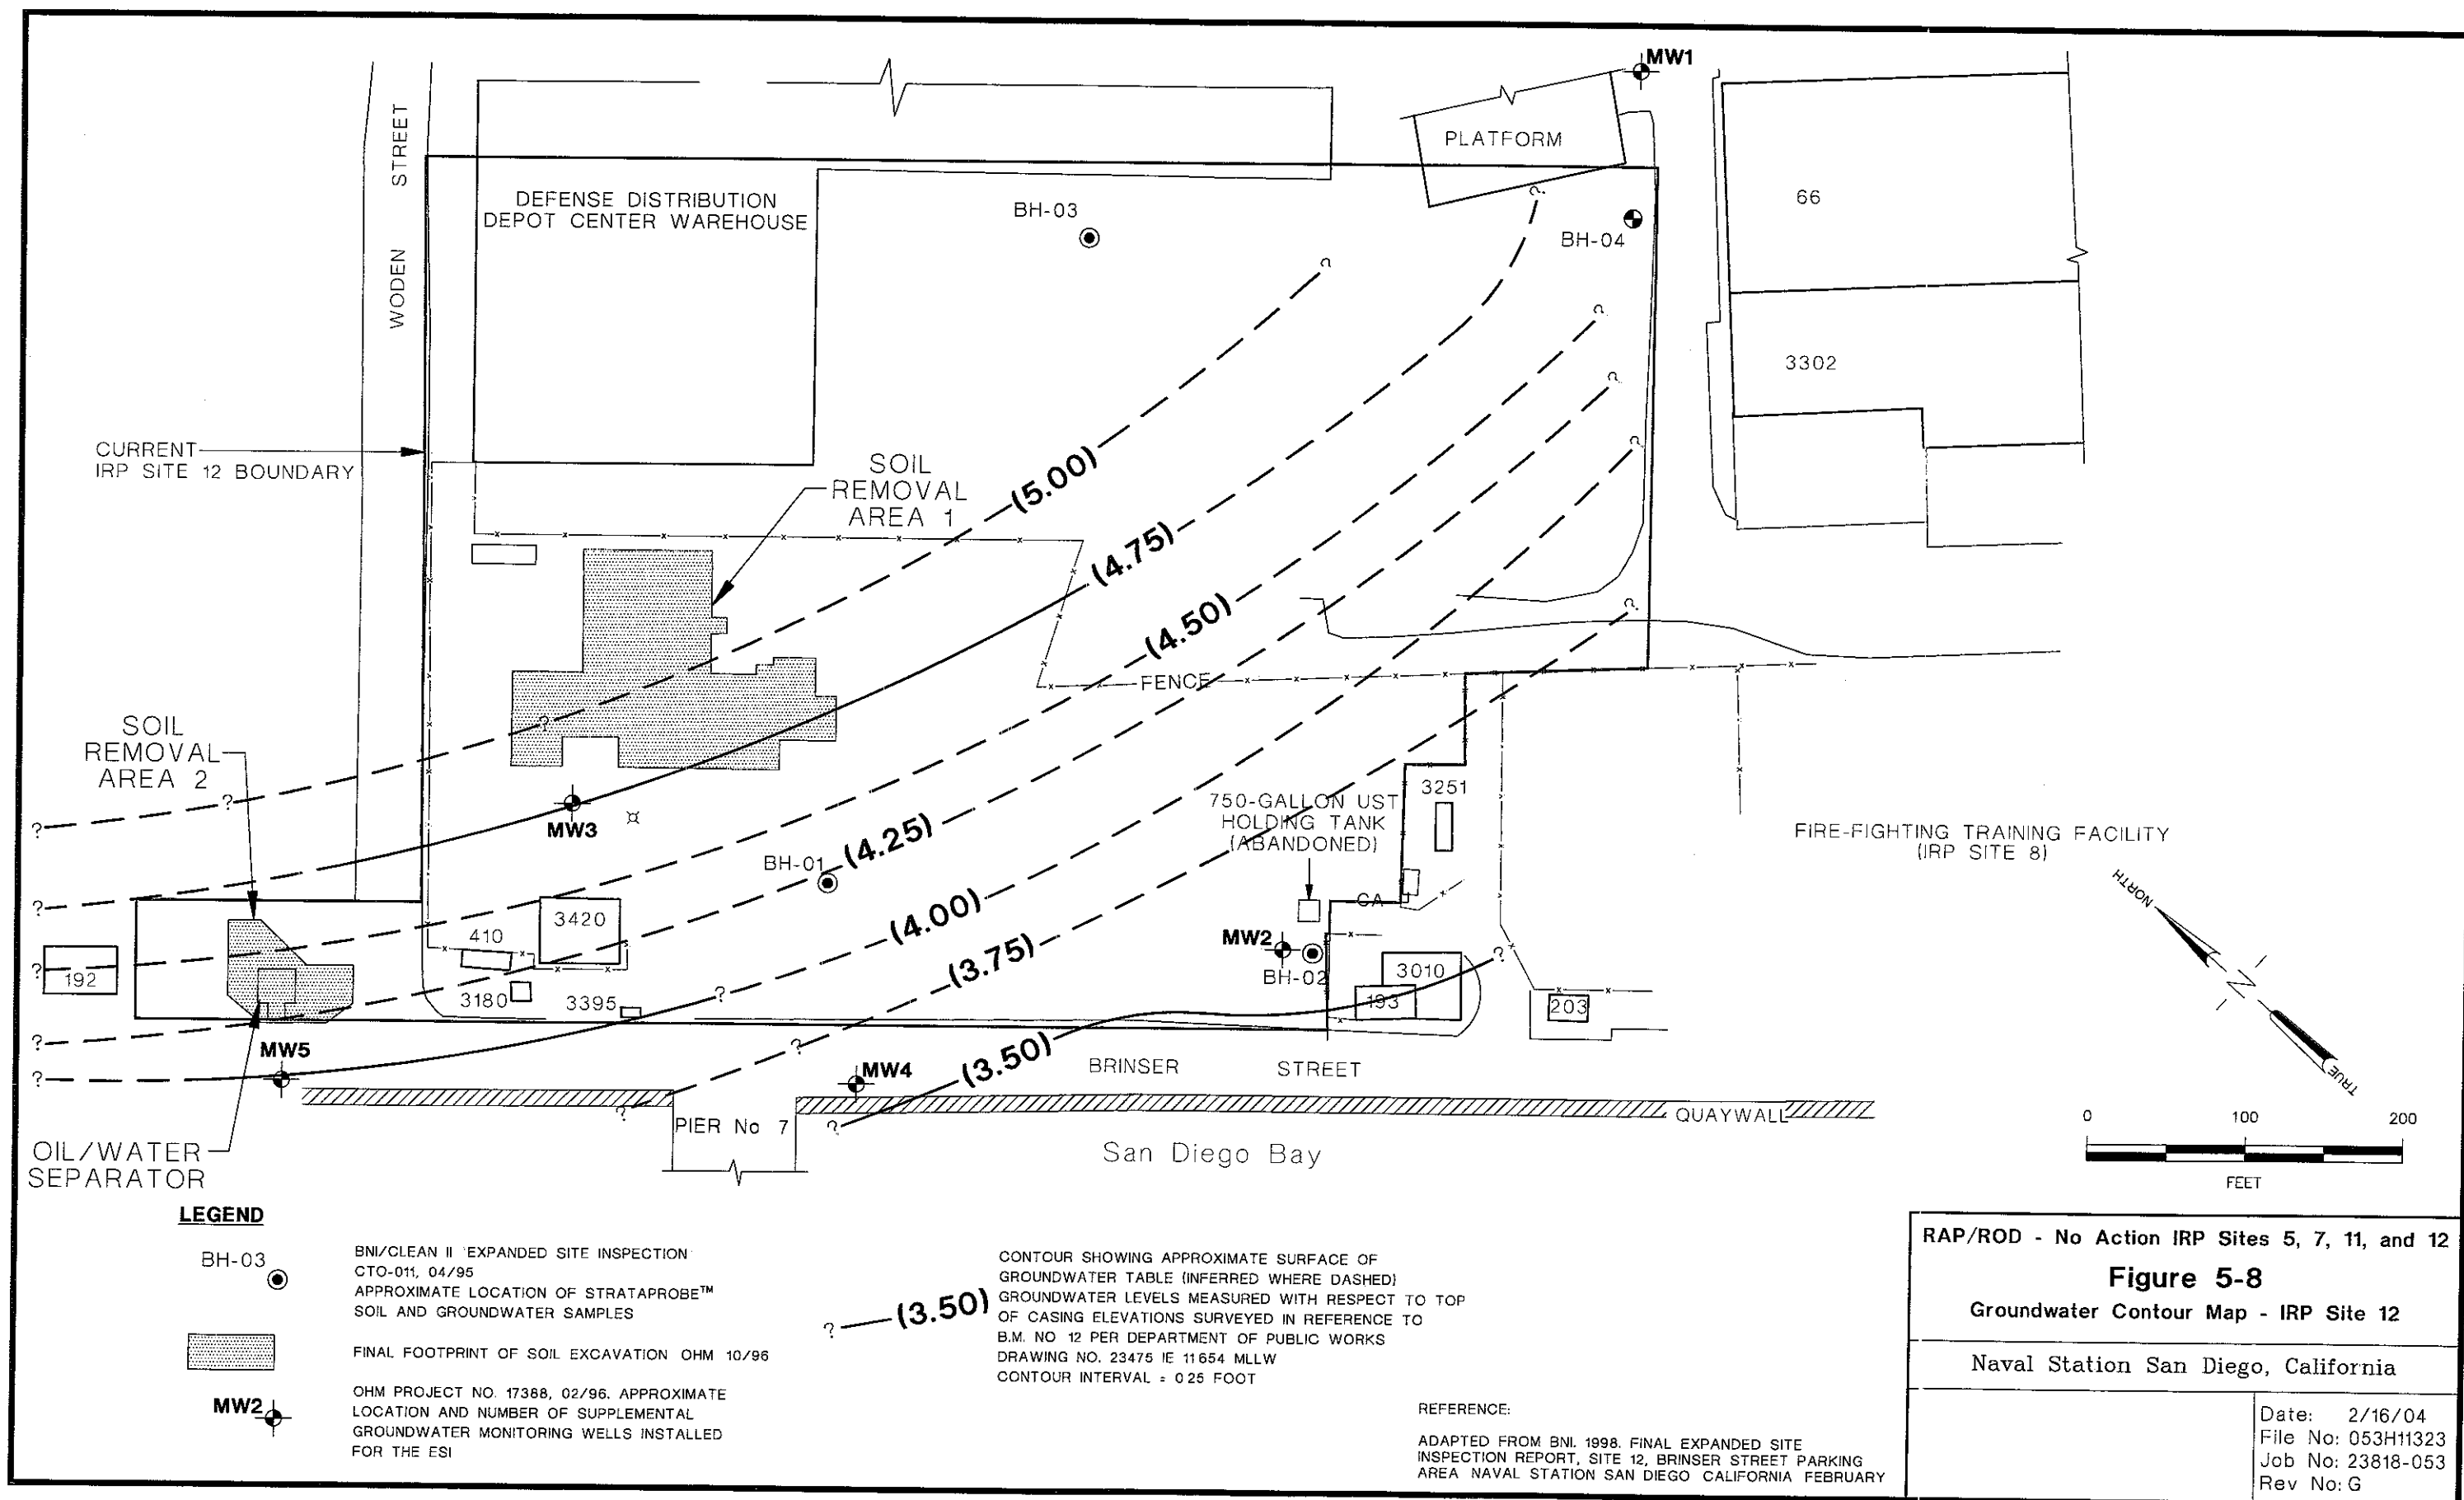 MW1
PLATFORM
WODEN STREET
DEFENSE DISTRIBUTION
DEPOT CENTER WAREHOUSE
BH-03
BH-04
66
3302
CURRENT
IRP SITE 12 BOUNDARY
SOIL
REMOVAL
AREA 1
(5.00)
(4.75)
(4.50)
FENCE
SOIL
REMOVAL
AREA 2
MW3
BH-01
(4.25)
750-GALLON UST
HOLDING TANK
(ABANDONED)
3251
FIRE-FIGHTING TRAINING FACILITY
(IRP SITE 8)
NORTH
TRUE
N
CA
(4.00)
3420
410
192
3180
3395
MW2
BH-02
3010
193
203
(3.75)
MW5
MW4
(3.50)
BRINSER STREET
QUAYWALL
PIER No 7
San Diego Bay
OIL/WATER
SEPARATOR
0 100 200
FEET
LEGEND
BH-03
BNI/CLEAN II EXPANDED SITE INSPECTION
CTO-011, 04/95
APPROXIMATE LOCATION OF STRATAPROBE™
SOIL AND GROUNDWATER SAMPLES
FINAL FOOTPRINT OF SOIL EXCAVATION OHM 10/96
MW2
OHM PROJECT NO. 17388, 02/96. APPROXIMATE
LOCATION AND NUMBER OF SUPPLEMENTAL
GROUNDWATER MONITORING WELLS INSTALLED
FOR THE ESI
? (3.50)
CONTOUR SHOWING APPROXIMATE SURFACE OF
GROUNDWATER TABLE (INFERRED WHERE DASHED)
GROUNDWATER LEVELS MEASURED WITH RESPECT TO TOP
OF CASING ELEVATIONS SURVEYED IN REFERENCE TO
B.M. NO 12 PER DEPARTMENT OF PUBLIC WORKS
DRAWING NO. 23475 IE 11654 MLLW
CONTOUR INTERVAL = 0 25 FOOT
REFERENCE:
ADAPTED FROM BNI. 1998. FINAL EXPANDED SITE
INSPECTION REPORT, SITE 12, BRINSER STREET PARKING
AREA NAVAL STATION SAN DIEGO CALIFORNIA FEBRUARY
RAP/ROD - No Action IRP Sites 5, 7, 11, and 12
Figure 5-8
Groundwater Contour Map - IRP Site 12
Naval Station San Diego, California
Date: 2/16/04
File No: 053H11323
Job No: 23818-053
Rev No: G